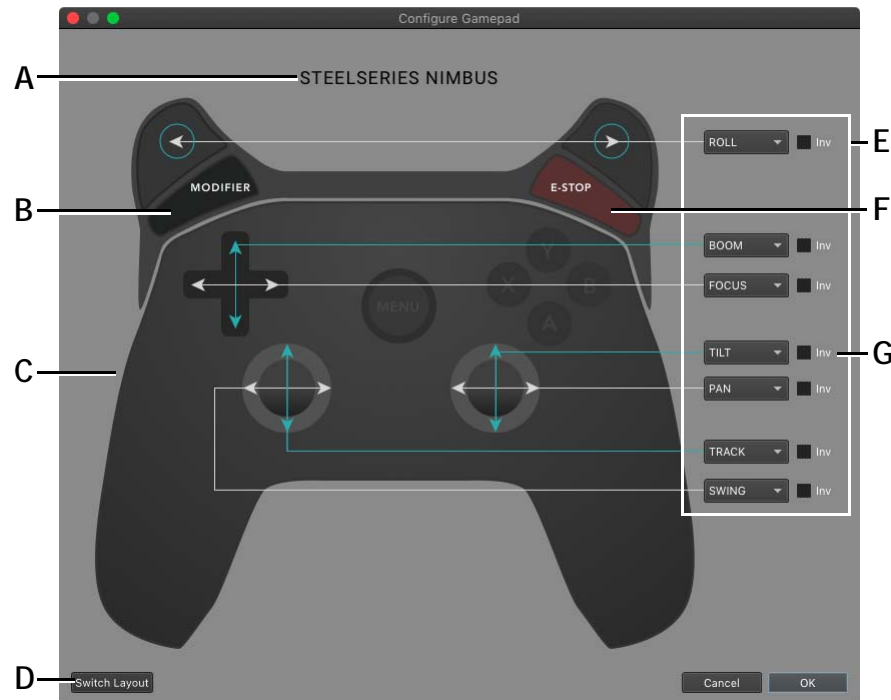 Configure Gamepad
A
STEELSERIES NIMBUS
ROLL Inv
E
MODIFIER
E-STOP
B
F
BOOM Inv
Y
FOCUS Inv
X
B
MENU
A
C
TILT Inv
G
PAN Inv
TRACK Inv
SWING Inv
D
Switch Layout
Cancel
OK